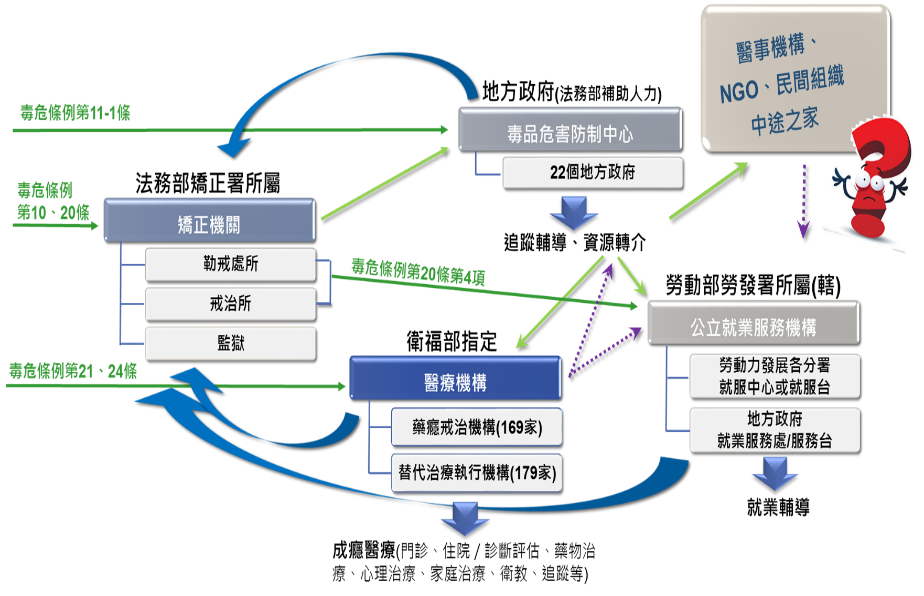 醫事機構、
NGO、民間組織
中途之家
地方政府(法務部補助人力)
毒品危害防制中心
22個地方政府
追蹤輔導、資源轉介
毒危條例第11-1條
毒危條例
第10、20條
法務部矯正署所屬
矯正機關
勒戒處所
戒治所
監獄
毒危條例第20條第4項
勞動部勞發署所屬(轄)
公立就業服務機構
勞動力發展各分署
就服中心或就服台
地方政府
就業服務處/服務台
就業輔導
毒危條例第21、24條
衛福部指定
醫療機構
藥癮戒治機構(169家)
替代治療執行機構(179家)
成癮醫療(門診、住院／診斷評估、藥物治
療、心理治療、家庭治療、衛教、追蹤等)